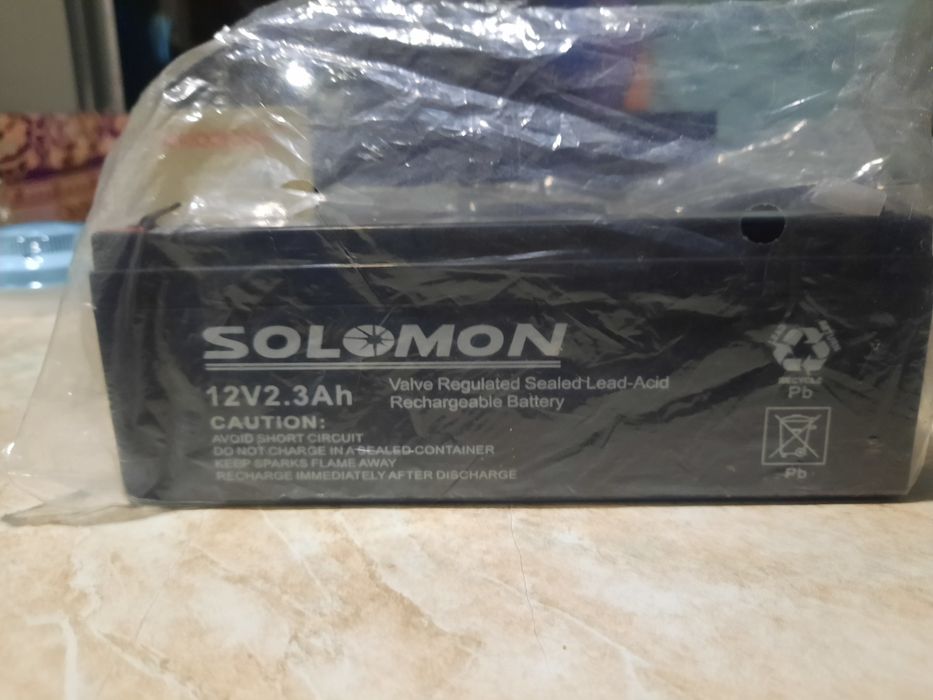 SOLOMON
12V2.3Ah
Valve Regulated Sealed Lead-Acid
Rechargeable Battery
CAUTION:
AVOID SHORT CIRCUIT
DO NOT CHARGE IN A SEALED CONTAINER
KEEP SPARKS FLAME AWAY
RECHARGE IMMEDIATELY AFTER DISCHARGE
RECYCLE
Pb
Pb